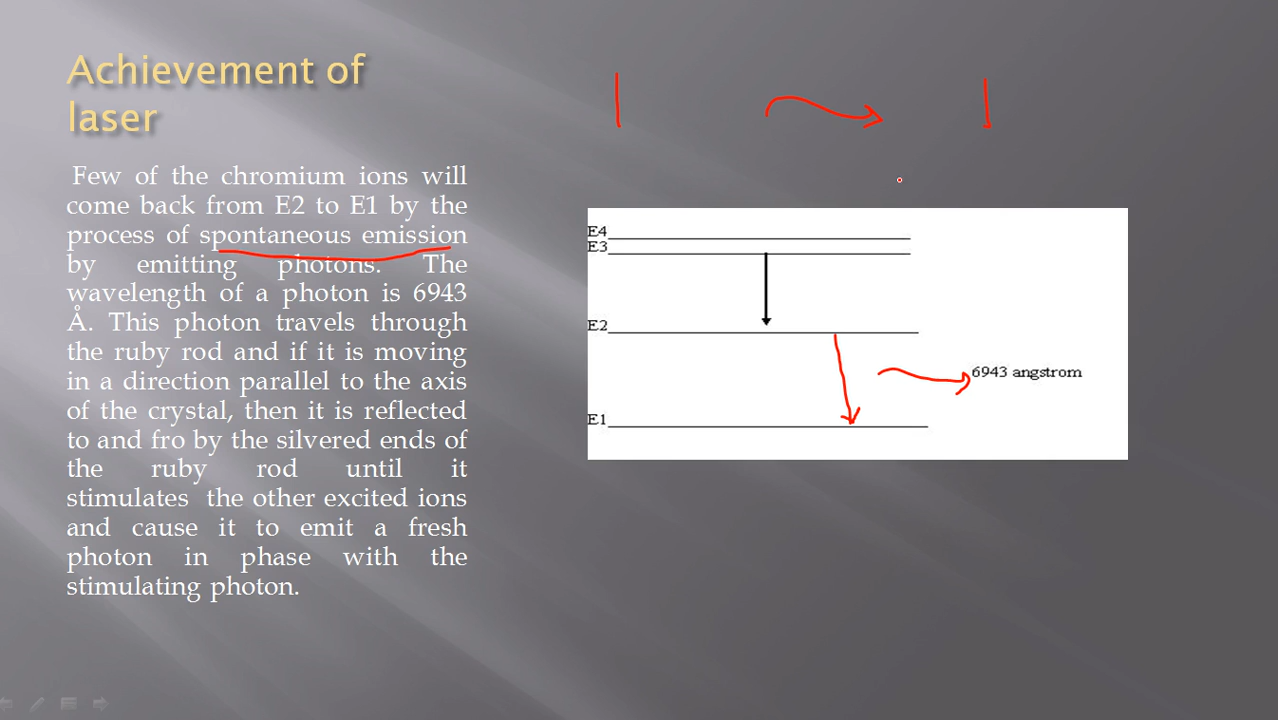 Achievement of
laser
Few of the chromium ions will
come back from E2 to E1 by the
process of spontaneous emission
by emitting photons. The
wavelength of a photon is 6943
Å. This photon travels through
the ruby rod and if it is moving
in a direction parallel to the axis
of the crystal, then it is reflected
to and fro by the silvered ends of
the ruby rod until it
stimulates the other excited ions
and cause it to emit a fresh
photon in phase with the
stimulating photon.
E4
E3
E2
6943 angstrom
E1